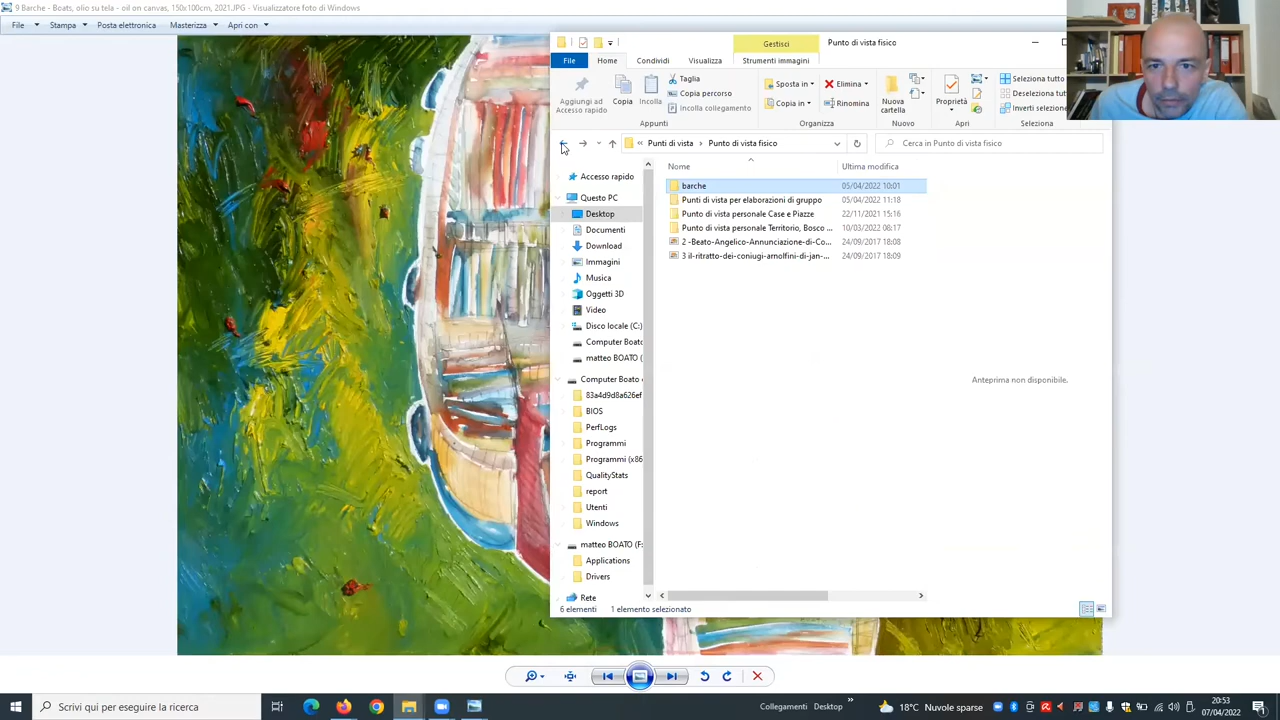 9 Barche - Boats, olio su tela - oil on canvas, 150x100cm, 2021.JPG - Visualizzatore foto di Windows
File Stampa Posta elettronica Masterizza Apri con
Gestisci Punto di vista fisico
File Home Condividi Visualizza Strumenti immagini
Aggiungi ad Accesso rapido
Copia
Incolla
Taglia
Copia percorso
Incolla collegamento
Appunti
Sposta in
Copia in
Elimina
Rinomina
Organizza
Nuova cartella
Nuovo
Proprietà
Apri
Seleziona tutto
Deseleziona tutto
Inverti selezione
Seleziona
« Punti di vista › Punto di vista fisico
Cerca in Punto di vista fisico
Nome Ultima modifica
Accesso rapido
Questo PC
Desktop
Documenti
Download
Immagini
Musica
Oggetti 3D
Video
Disco locale (C:)
Computer Boato
matteo BOATO (
Computer Boato
83a4d9d8a626ef
BIOS
PerfLogs
Programmi
Programmi (x86
QualityStats
report
Utenti
Windows
matteo BOATO (F:
Applications
Drivers
Rete
barche 05/04/2022 10:01
Punti di vista per elaborazioni di gruppo 05/04/2022 11:18
Punto di vista personale Case e Piazze 22/11/2021 15:16
Punto di vista personale Territorio, Bosco ... 10/03/2022 08:17
2 -Beato-Angelico-Annunciazione-di-Co... 24/09/2017 18:08
3 il-ritratto-dei-coniugi-arnolfini-di-jan-... 24/09/2017 18:09
Anteprima non disponibile.
6 elementi 1 elemento selezionato
Scrivi qui per eseguire la ricerca
Collegamenti Desktop »
18°C Nuvole sparse
20:53
07/04/2022